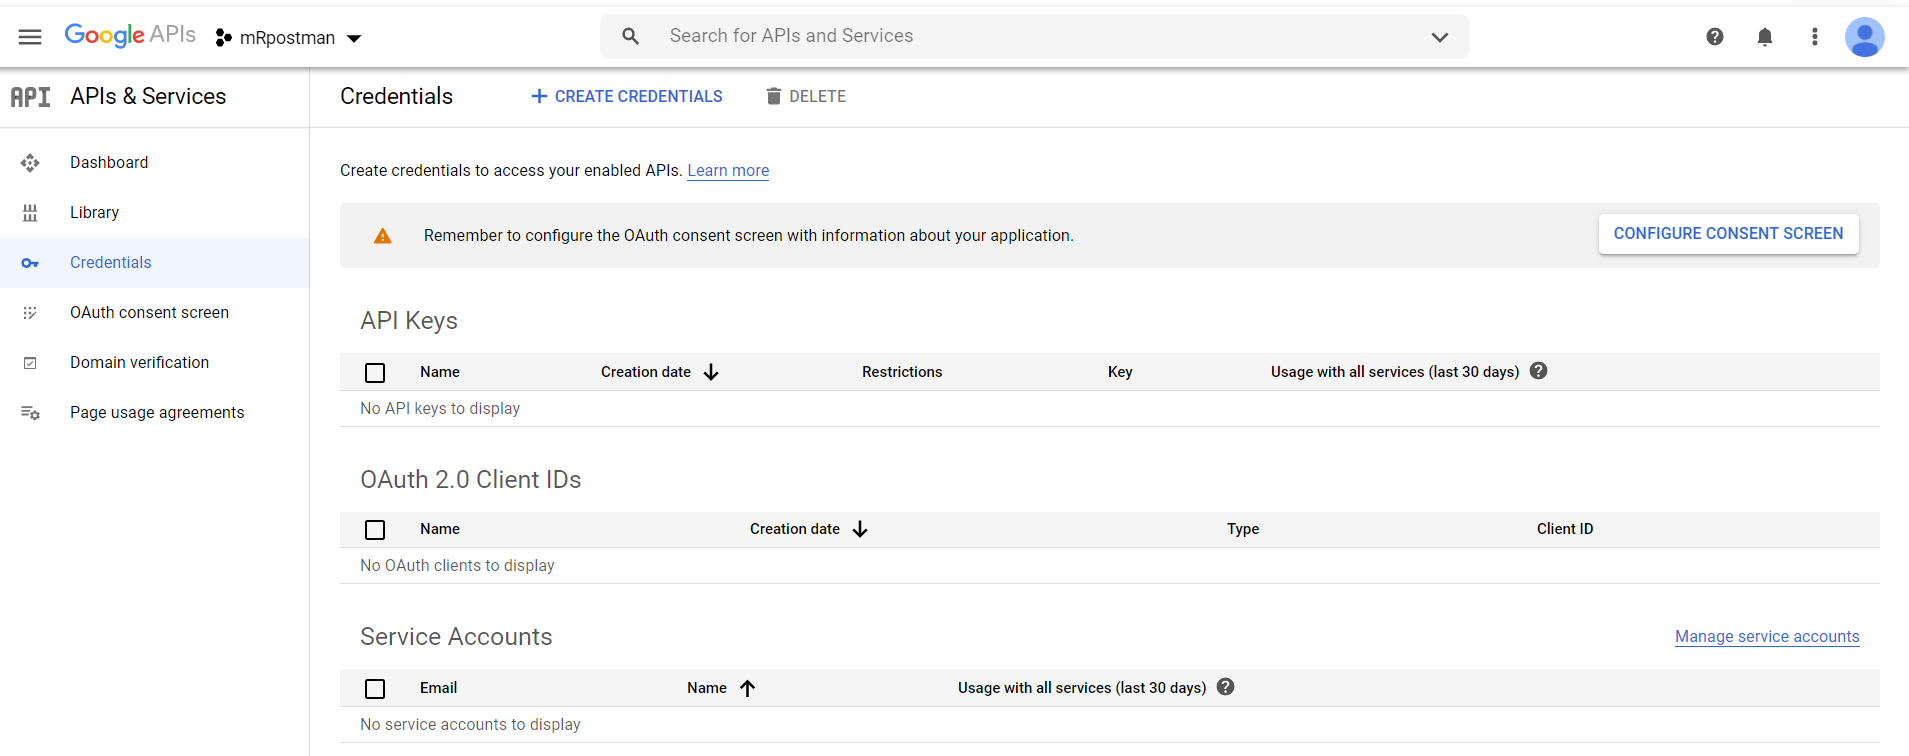 Google APIs mRpostman Search for APIs and Services
API APIs & Services Credentials + CREATE CREDENTIALS DELETE
Dashboard
Library
Credentials
OAuth consent screen
Domain verification
Page usage agreements
Create credentials to access your enabled APIs. Learn more
Remember to configure the OAuth consent screen with information about your application. CONFIGURE CONSENT SCREEN
API Keys
Name Creation date Restrictions Key Usage with all services (last 30 days)
No API keys to display
OAuth 2.0 Client IDs
Name Creation date Type Client ID
No OAuth clients to display
Service Accounts Manage service accounts
Email Name Usage with all services (last 30 days)
No service accounts to display